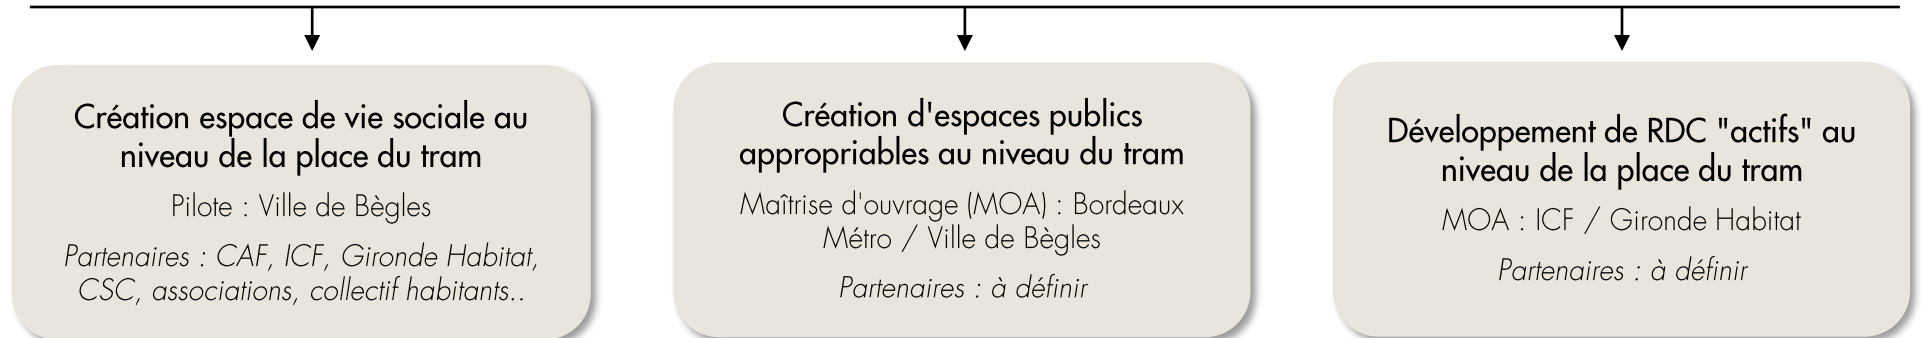 Création espace de vie sociale au
niveau de la place du tram
Pilote : Ville de Bègles
Partenaires : CAF, ICF, Gironde Habitat,
CSC, associations, collectif habitants..
Création d'espaces publics
appropriables au niveau du tram
Maîtrise d'ouvrage (MOA) : Bordeaux
Métro / Ville de Bègles
Partenaires : à définir
Développement de RDC "actifs" au
niveau de la place du tram
MOA : ICF / Gironde Habitat
Partenaires : à définir